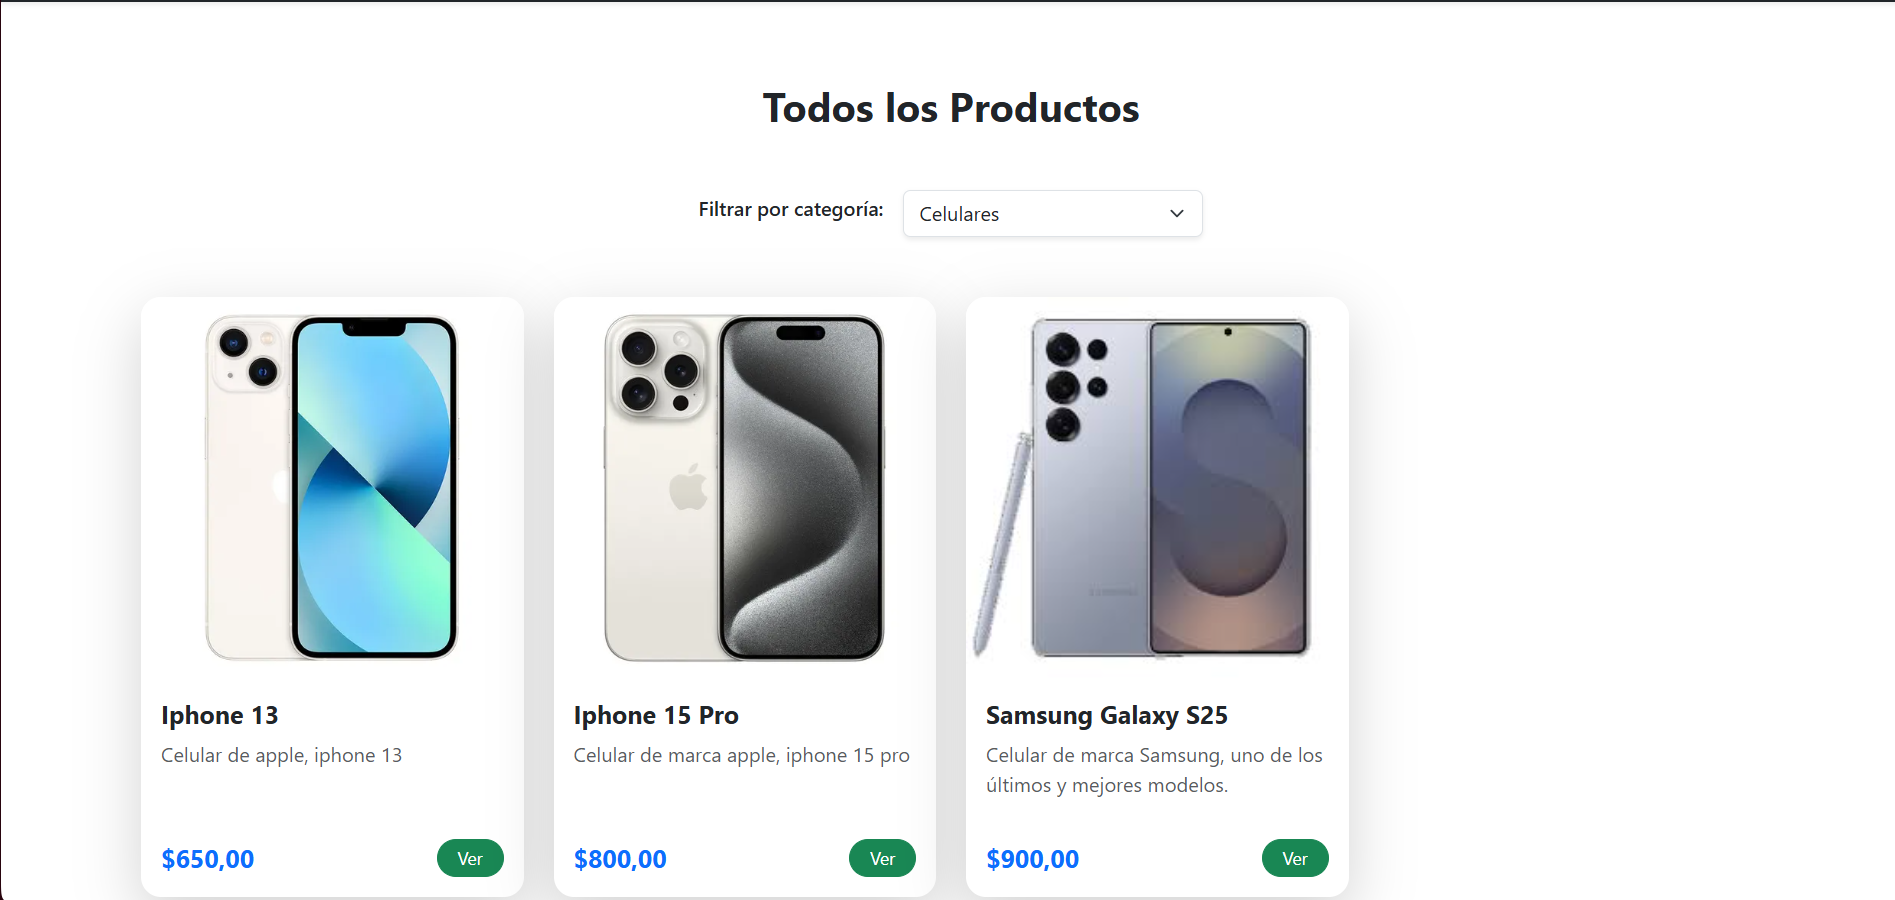 Todos los Productos
Filtrar por categoría:
Celulares
Iphone 13
Celular de apple, iphone 13
$650,00
Ver
Iphone 15 Pro
Celular de marca apple, iphone 15 pro
$800,00
Ver
Samsung Galaxy S25
Celular de marca Samsung, uno de los
últimos y mejores modelos.
$900,00
Ver